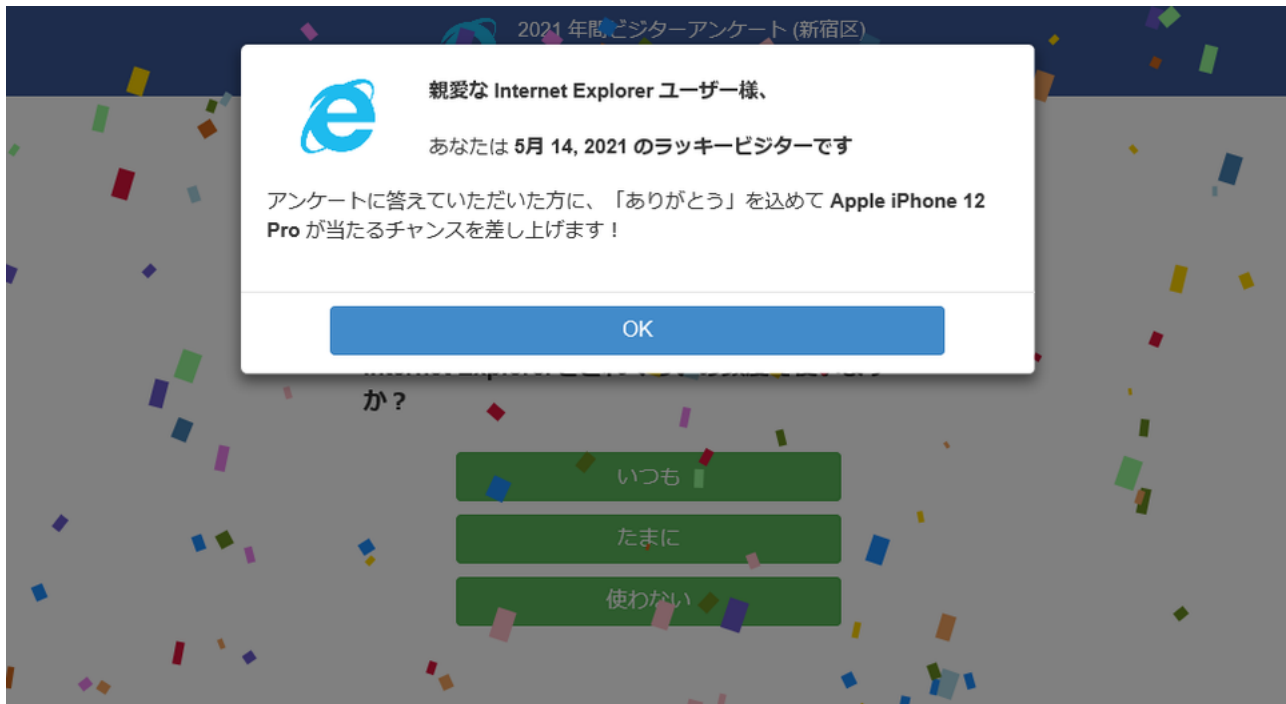 2021 年間ビジターアンケート (新宿区)
親愛な Internet Explorer ユーザー様、
あなたは 5月 14, 2021 のラッキービジターです
アンケートに答えていただいた方に、「ありがとう」を込めて Apple iPhone 12
Pro が当たるチャンスを差し上げます！
OK
Internet Explorer
か？
いつも
たまに
使わない